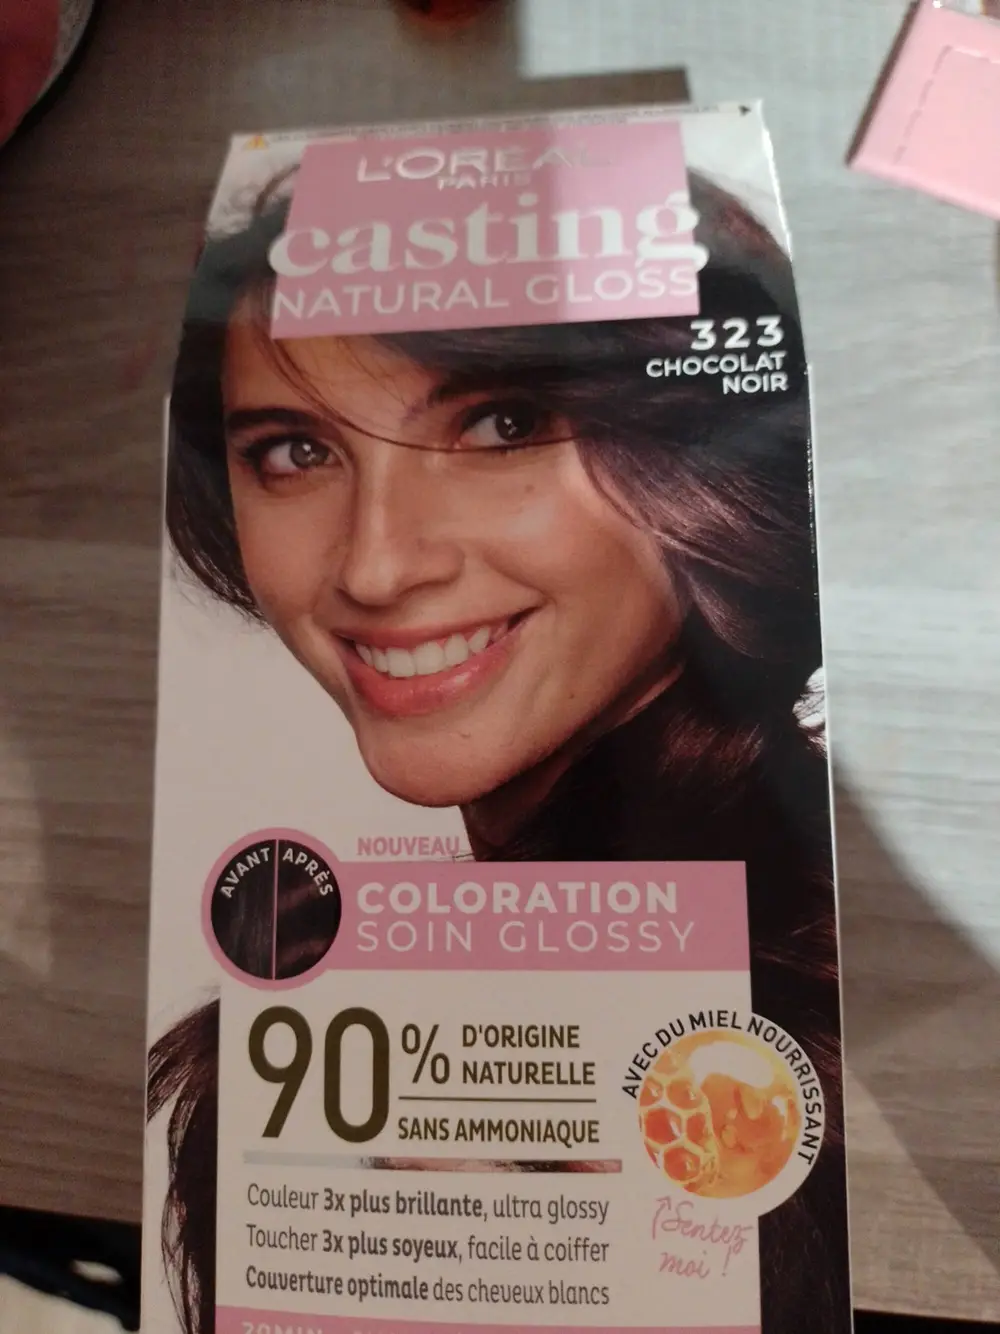 L'ORÉAL
PARIS
casting
NATURAL GLOSS
323
CHOCOLAT
NOIR
NOUVEAU
AVANT APRÈS
COLORATION
SOIN GLOSSY
90% D'ORIGINE
NATURELLE
SANS AMMONIAQUE
AVEC DU MIEL NOURRISSANT
Couleur 3x plus brillante, ultra glossy
Toucher 3x plus soyeux, facile à coiffer
Couverture optimale des cheveux blancs
Sentez
moi !